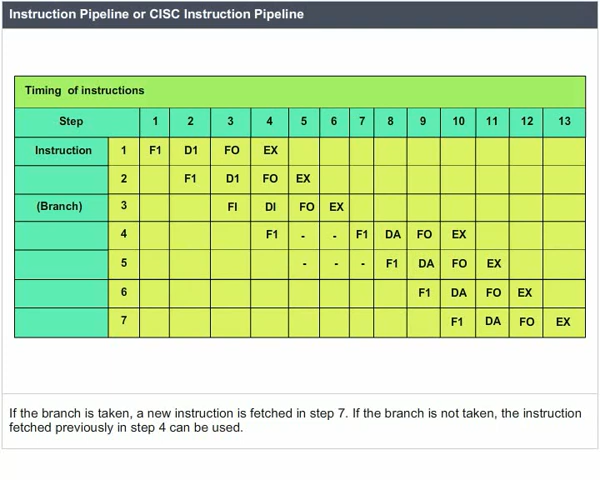 Instruction Pipeline or CISC Instruction Pipeline
Timing of instructions
Step 1 2 3 4 5 6 7 8 9 10 11 12 13
Instruction 1 F1 D1 FO EX
2 F1 D1 FO EX
(Branch) 3 FI DI FO EX
4 F1 - - F1 DA FO EX
5 - - - F1 DA FO EX
6 F1 DA FO EX
7 F1 DA FO EX
If the branch is taken, a new instruction is fetched in step 7. If the branch is not taken, the instruction
fetched previously in step 4 can be used.